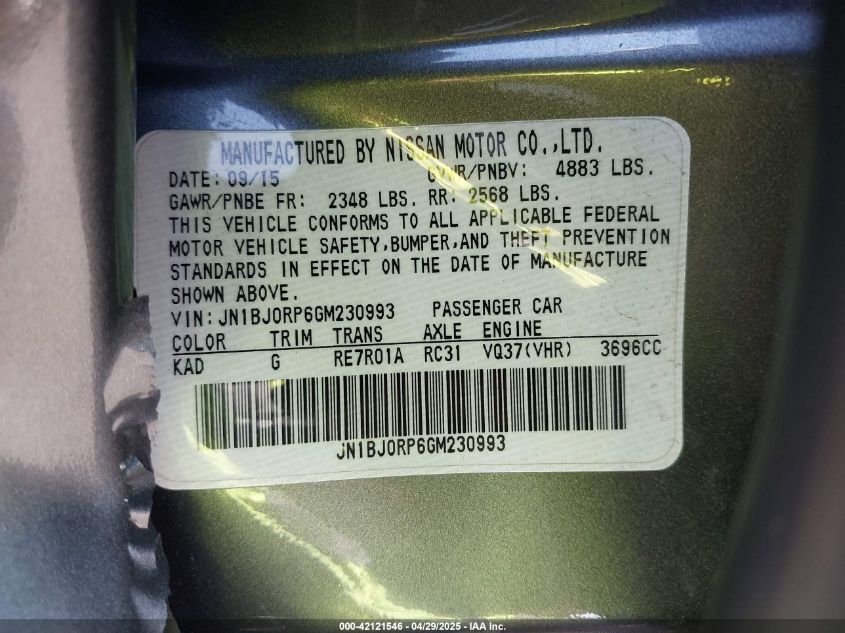 MANUFACTURED BY NISSAN MOTOR CO.,LTD.
DATE: 09/15 GVWR/PNBV: 4883 LBS.
GAWR/PNBE FR: 2348 LBS. RR: 2568 LBS.
THIS VEHICLE CONFORMS TO ALL APPLICABLE FEDERAL
MOTOR VEHICLE SAFETY,BUMPER,AND THEFT PREVENTION
STANDARDS IN EFFECT ON THE DATE OF MANUFACTURE
SHOWN ABOVE.
VIN: JN1BJ0RP6GM230993 PASSENGER CAR
COLOR TRIM TRANS AXLE ENGINE
KAD G RE7R01A RC31 VQ37(VHR) 3696CC
JN1BJ0RP6GM230993
000-42121546 - 04/29/2025 - IAA Inc.